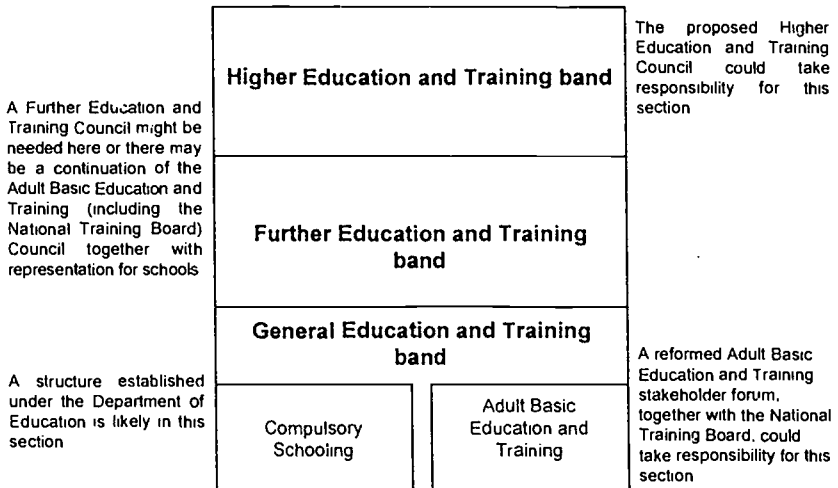 Higher Education and Training band
The proposed Higher
Education and Training
Council could take
responsibility for this
section
A Further Education and
Training Council might be
needed here or there may
be a continuation of the
Adult Basic Education and
Training (including the
National Training Board)
Council together with
representation for schools
Further Education and Training
band
General Education and Training
band
A structure established
under the Department of
Education is likely in this
section
Compulsory
Schooling
Adult Basic
Education and
Training
A reformed Adult Basic
Education and Training
stakeholder forum,
together with the National
Training Board, could
take responsibility for this
section